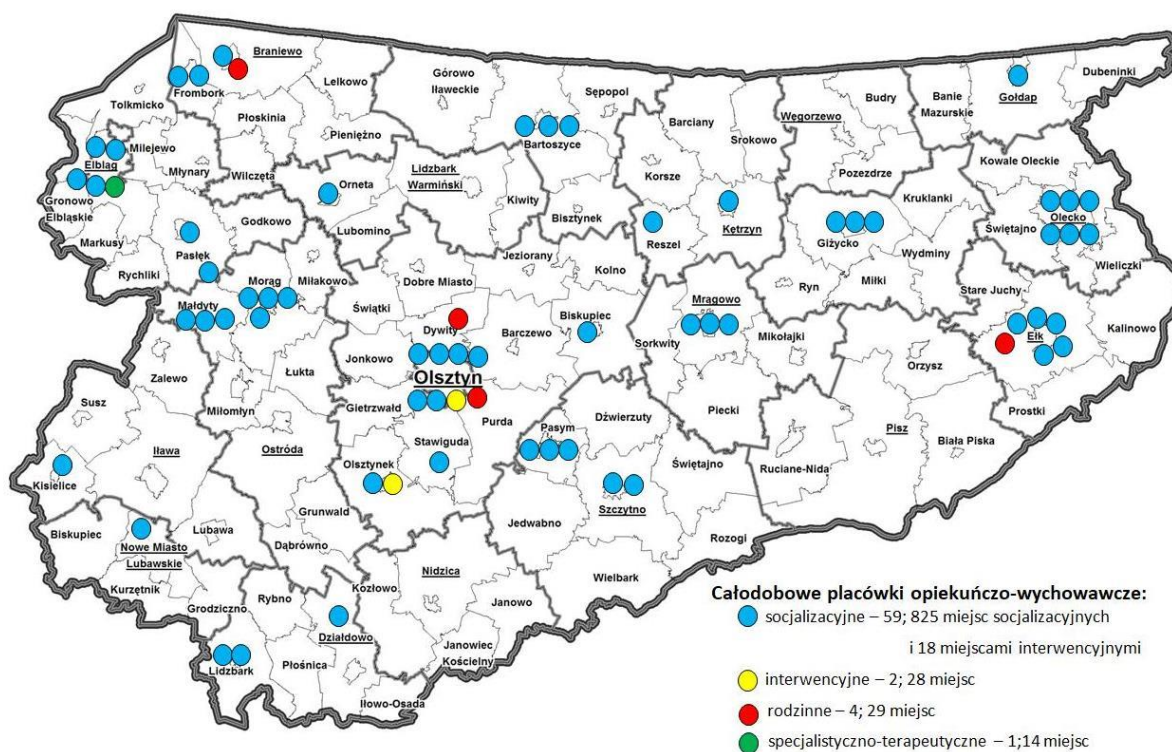 Braniewo
Frombork
Lelkowo
Górowo
Iławeckie
Sępopol
Gołdap
Dubeninki
Tolkmicko
Płoskinia
Pieniężno
Bartoszyce
Barciany
Srokowo
Węgorzewo
Budry
Banie
Mazurskie
Elbląg
Milejewo
Młynary
Wilczęta
Orneta
Lidzbark
Warmiński
Kiwity
Bisztynek
Korsze
Pozezdrze
Kowale Oleckie
Gronowo
Elbląskie
Godkowo
Lubomino
Reszel
Kętrzyn
Giżycko
Kruklanki
Olecko
Świętajno
Markusy
Pasłęk
Rychliki
Morąg
Miłakowo
Dobre Miasto
Jeziorany
Kolno
Ryn
Miłki
Wydminy
Wieliczki
Stare Juchy
Małdyty
Świątki
Dywity
Barczewo
Biskupiec
Mrągowo
Sorkwity
Mikołajki
Ełk
Kalinowo
Zalewo
Łukta
Jonkowo
Olsztyn
Orzysz
Susz
Miłomłyn
Gietrzwałd
Purda
Dźwierzuty
Piecki
Prostki
Iława
Ostróda
Stawiguda
Pasym
Pisz
Biała Piska
Kisielice
Olsztynek
Świętajno
Ruciane-Nida
Szczytno
Grunwald
Biskupiec
Nowe Miasto
Lubawskie
Lubawa
Dąbrówno
Jedwabno
Rozogi
Kurzętnik
Grodziczno
Rybno
Kozłowo
Nidzica
Wielbark
Janowo
Działdowo
Lidzbark
Płośnica
Janowiec
Kościelny
Iłowo-Osada
Całodobowe placówki opiekuńczo-wychowawcze:
socjalizacyjne – 59; 825 miejsc socjalizacyjnych
i 18 miejscami interwencyjnymi
interwencyjne – 2; 28 miejsc
rodzinne – 4; 29 miejsc
specjalistyczno-terapeutyczne – 1;14 miejsc